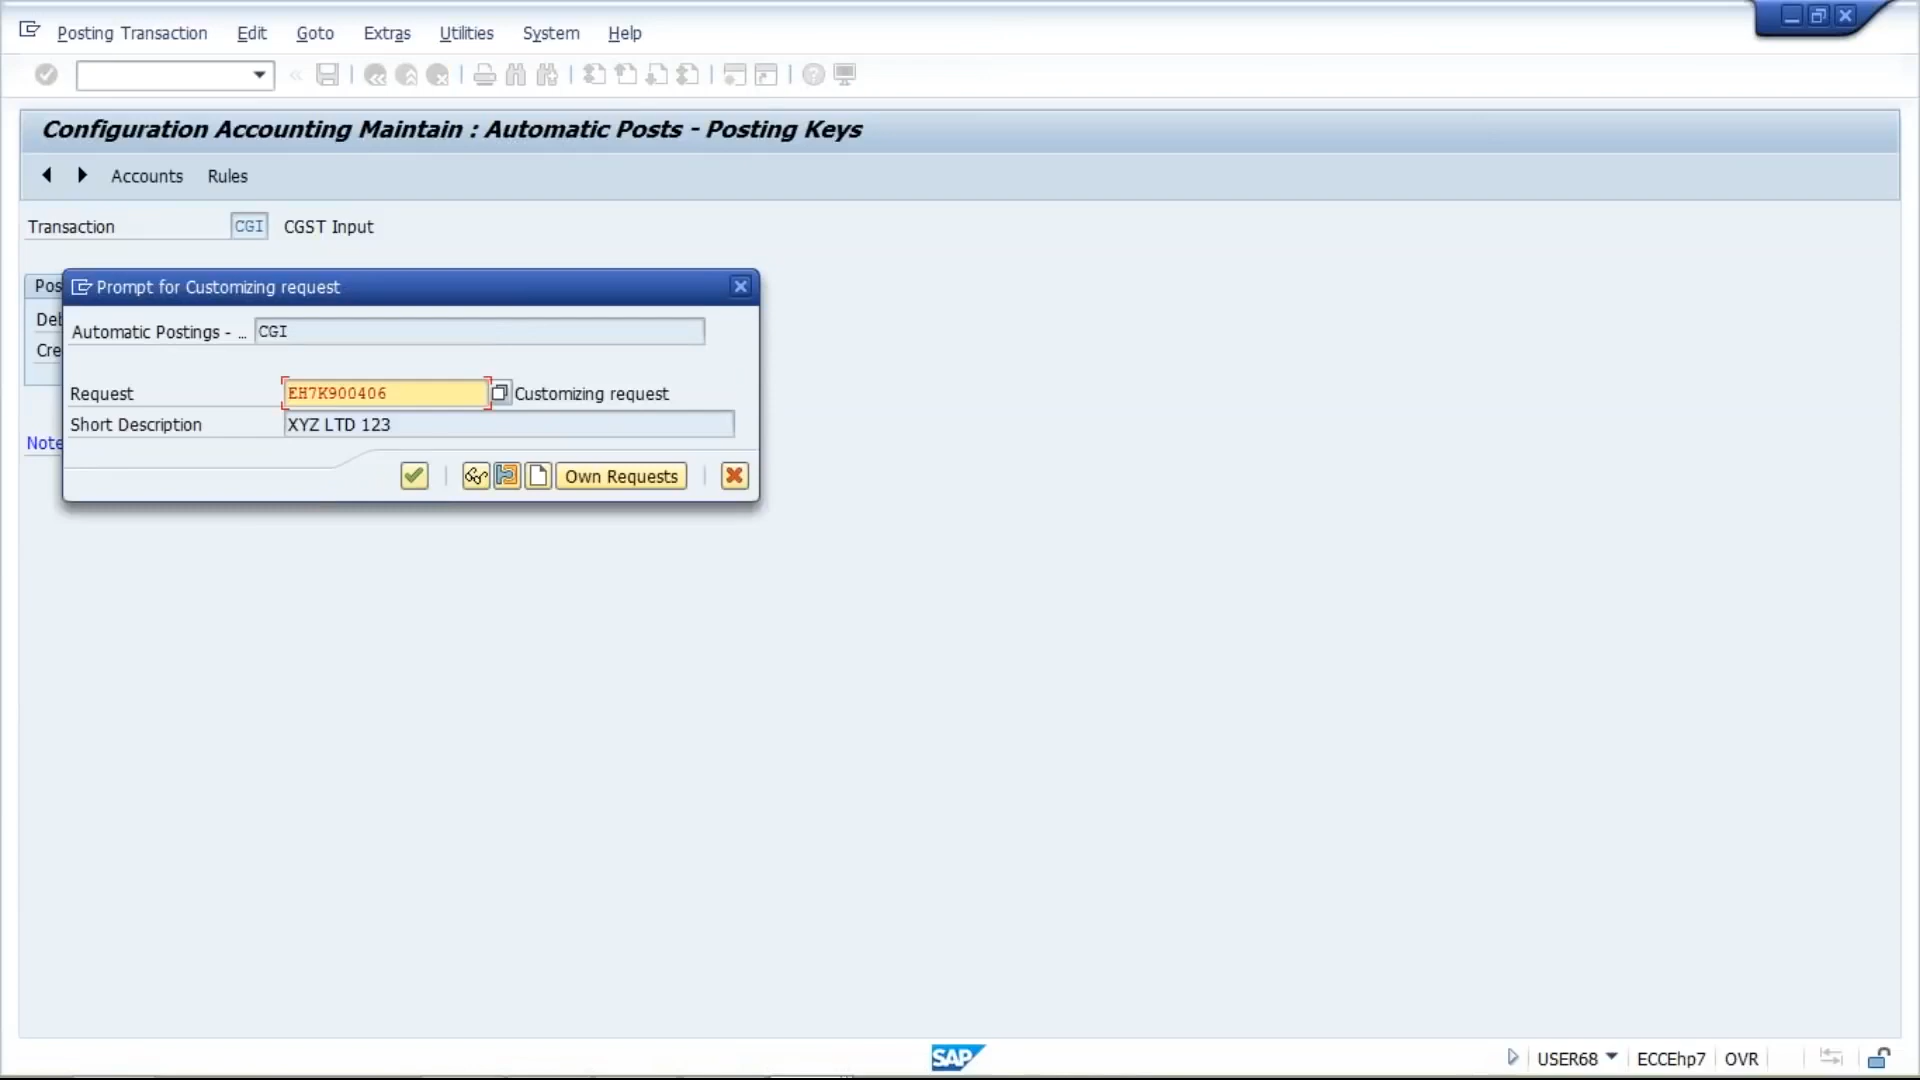 Posting Transaction Edit Goto Extras Utilities System Help
Configuration Accounting Maintain : Automatic Posts - Posting Keys
Accounts Rules
Transaction CGI CGST Input
Pos
Prompt for Customizing request
Deb
Automatic Postings - ... CGI
Cre
Request EH7K900406 Customizing request
Short Description XYZ LTD 123
Note
Own Requests
SAP USER68 ECCEhp7 OVR